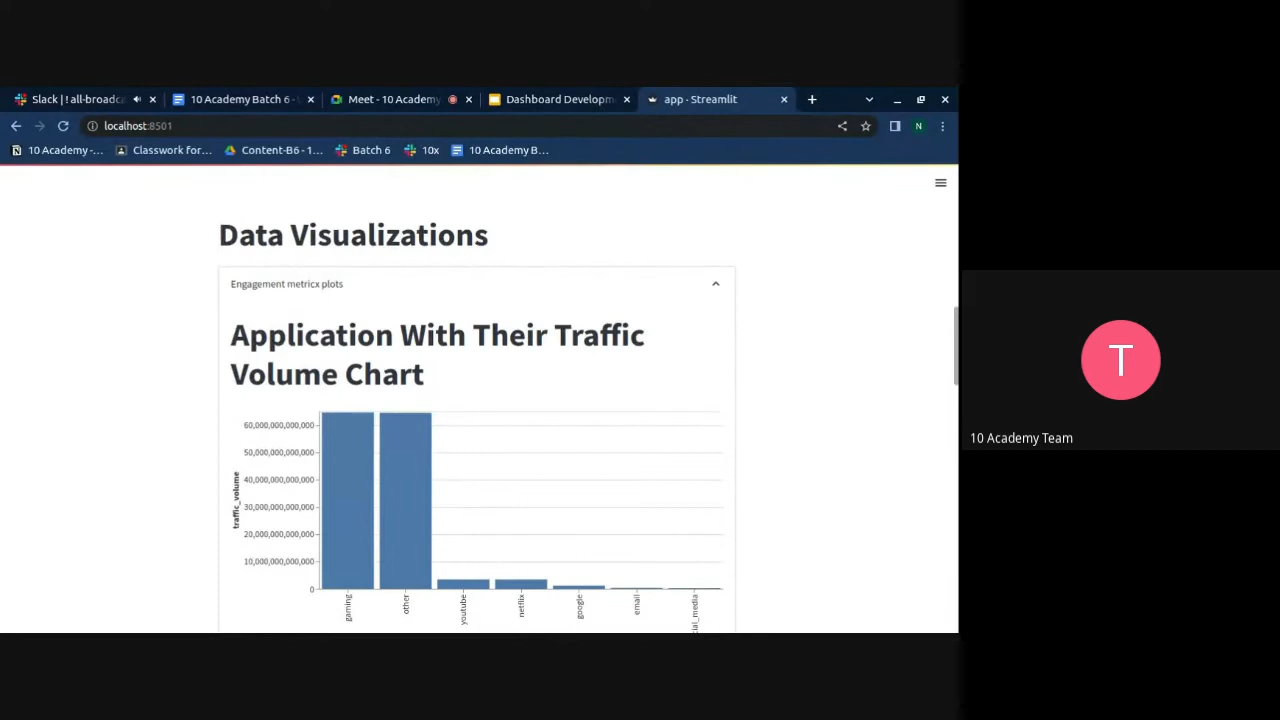 Slack | ! all-broadca
10 Academy Batch 6 -
Meet - 10 Academy
Dashboard Developm
app · Streamlit
localhost:8501
10 Academy -...
Classwork for...
Content-B6 - 1...
Batch 6
10x
10 Academy B...
N
Data Visualizations
Engagement metricx plots
Application With Their Traffic
Volume Chart
60,000,000,000,000
50,000,000,000,000
40,000,000,000,000
30,000,000,000,000
20,000,000,000,000
10,000,000,000,000
0
traffic_volume
gaming
other
youtube
netflix
google
email
cial_media
T
10 Academy Team